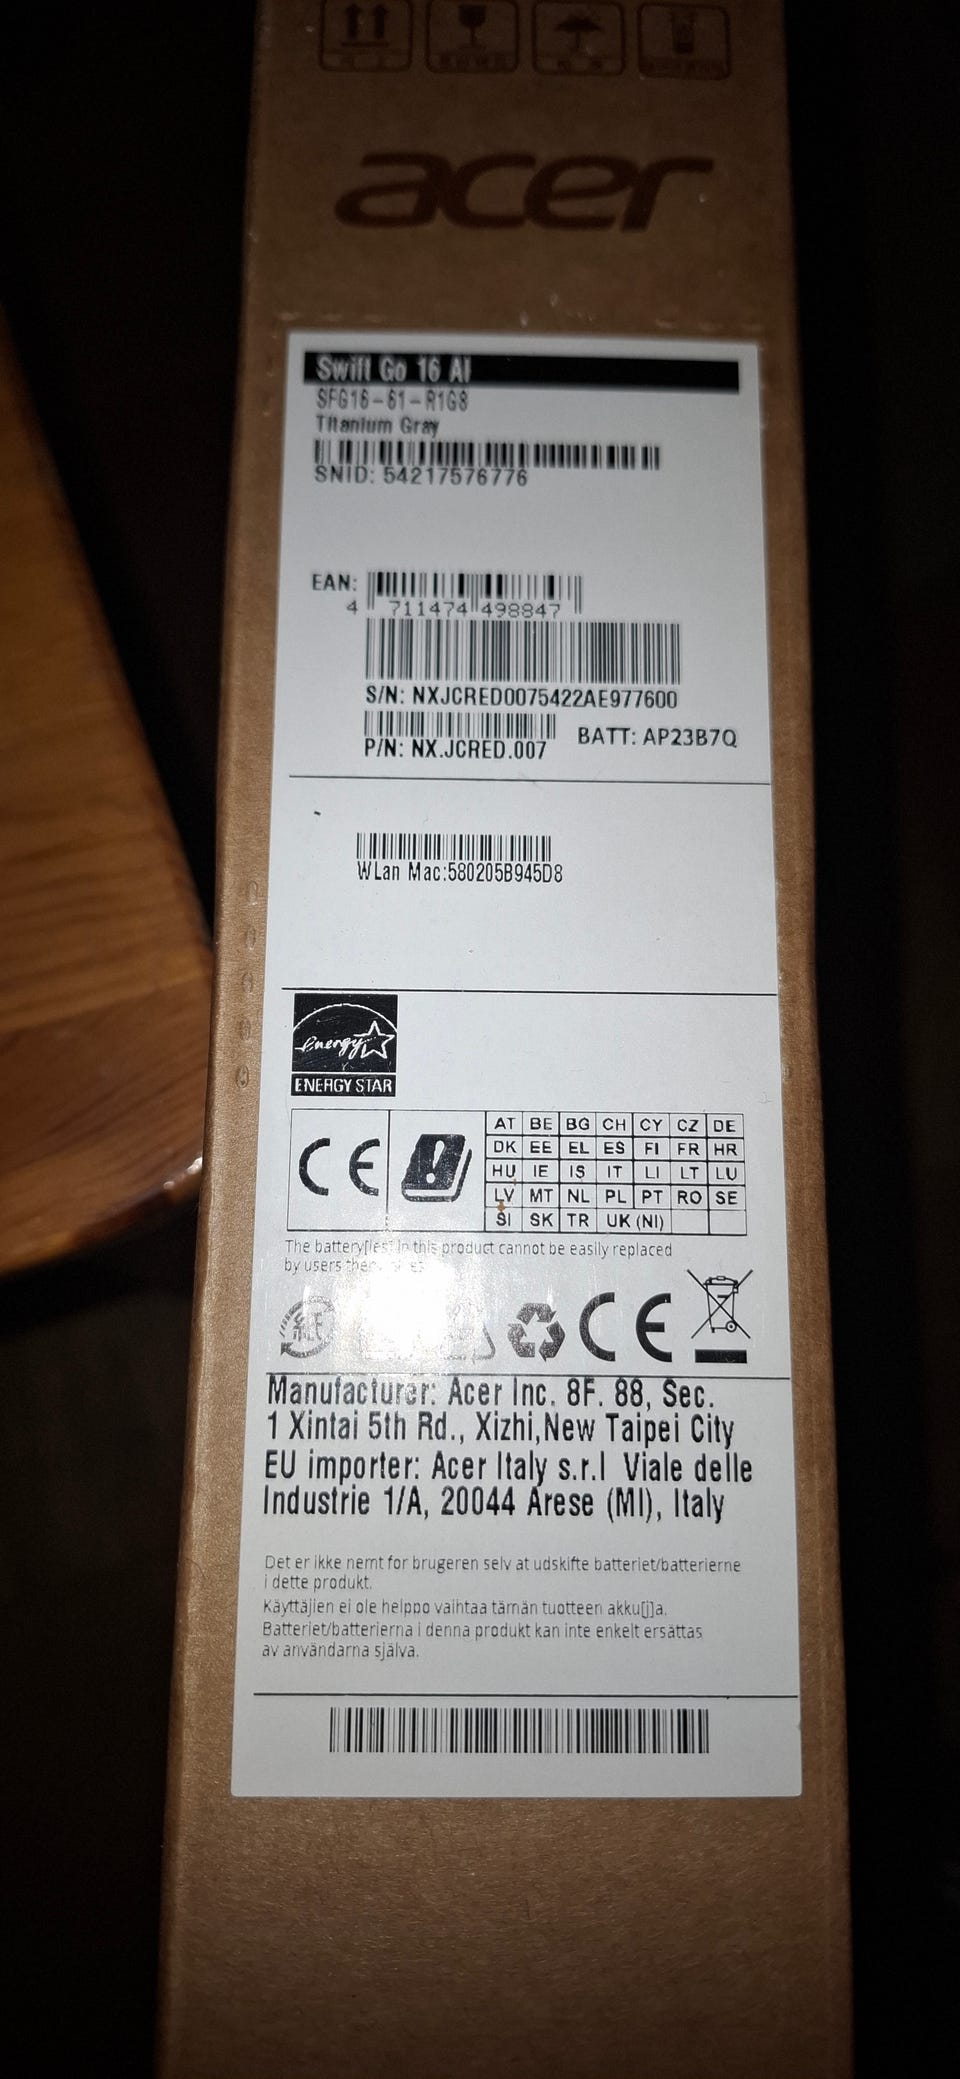 acer
Swift Go 16 AI
SFG16-61-R1G8
Titanium Gray
SNID: 54217576776
EAN:
4 711474 498847
S/N: NXJCRED0075422AE977600
P/N: NX.JCRED.007 BATT: AP23B7Q
WLan Mac:580205B945D8
energy
ENERGY STAR
CE
AT BE BG CH CY CZ DE
DK EE EL ES FI FR HR
HU IE IS IT LI LT LU
LV MT NL PL PT RO SE
SI SK TR UK (NI)
The battery[ies] in this product cannot be easily replaced
by users
紙 CE
Manufacturer: Acer Inc. 8F. 88, Sec.
1 Xintai 5th Rd., Xizhi,New Taipei City
EU importer: Acer Italy s.r.l Viale delle
Industrie 1/A, 20044 Arese (MI), Italy
Det er ikke nemt for brugeren selv at udskifte batteriet/batterierne
i dette produkt.
Käyttäjien ei ole helppo vaihtaa tämän tuotteen akku[j]a.
Batteriet/batterierna i denna produkt kan inte enkelt ersättas
av användarna själva.